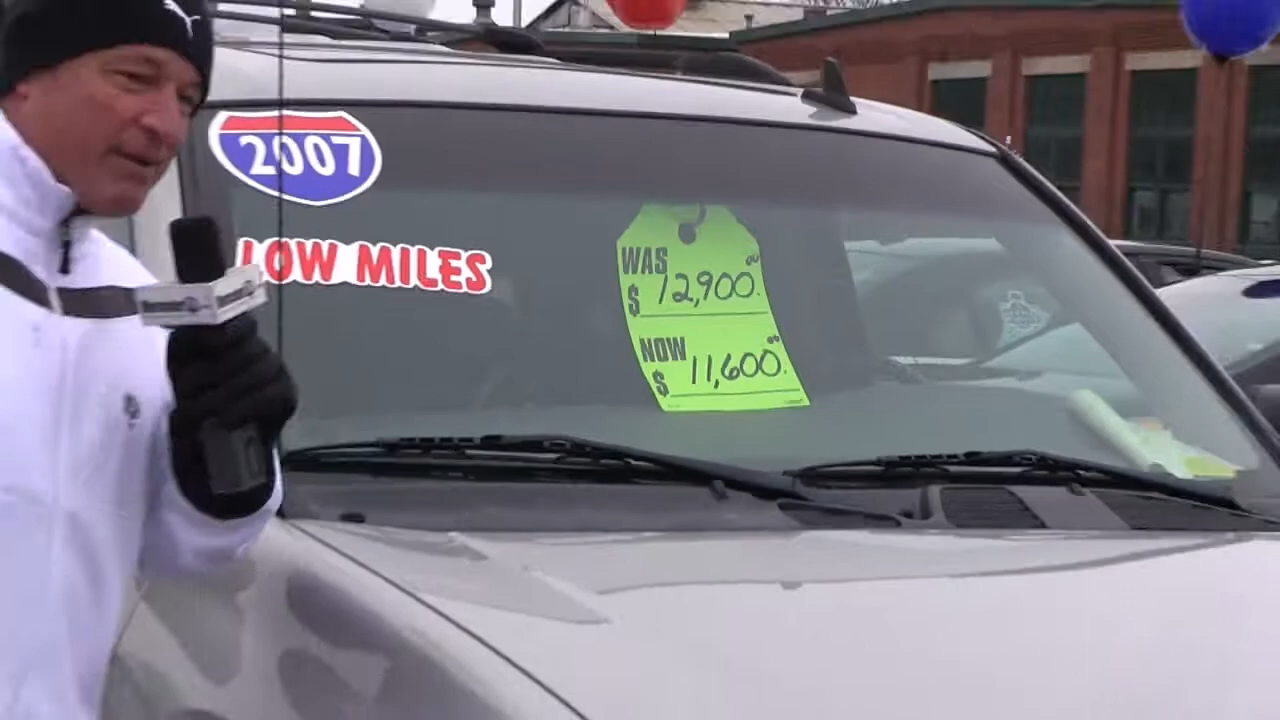 2007
LOW MILES
WAS
$ 12,900.00
NOW
$ 11,600.00